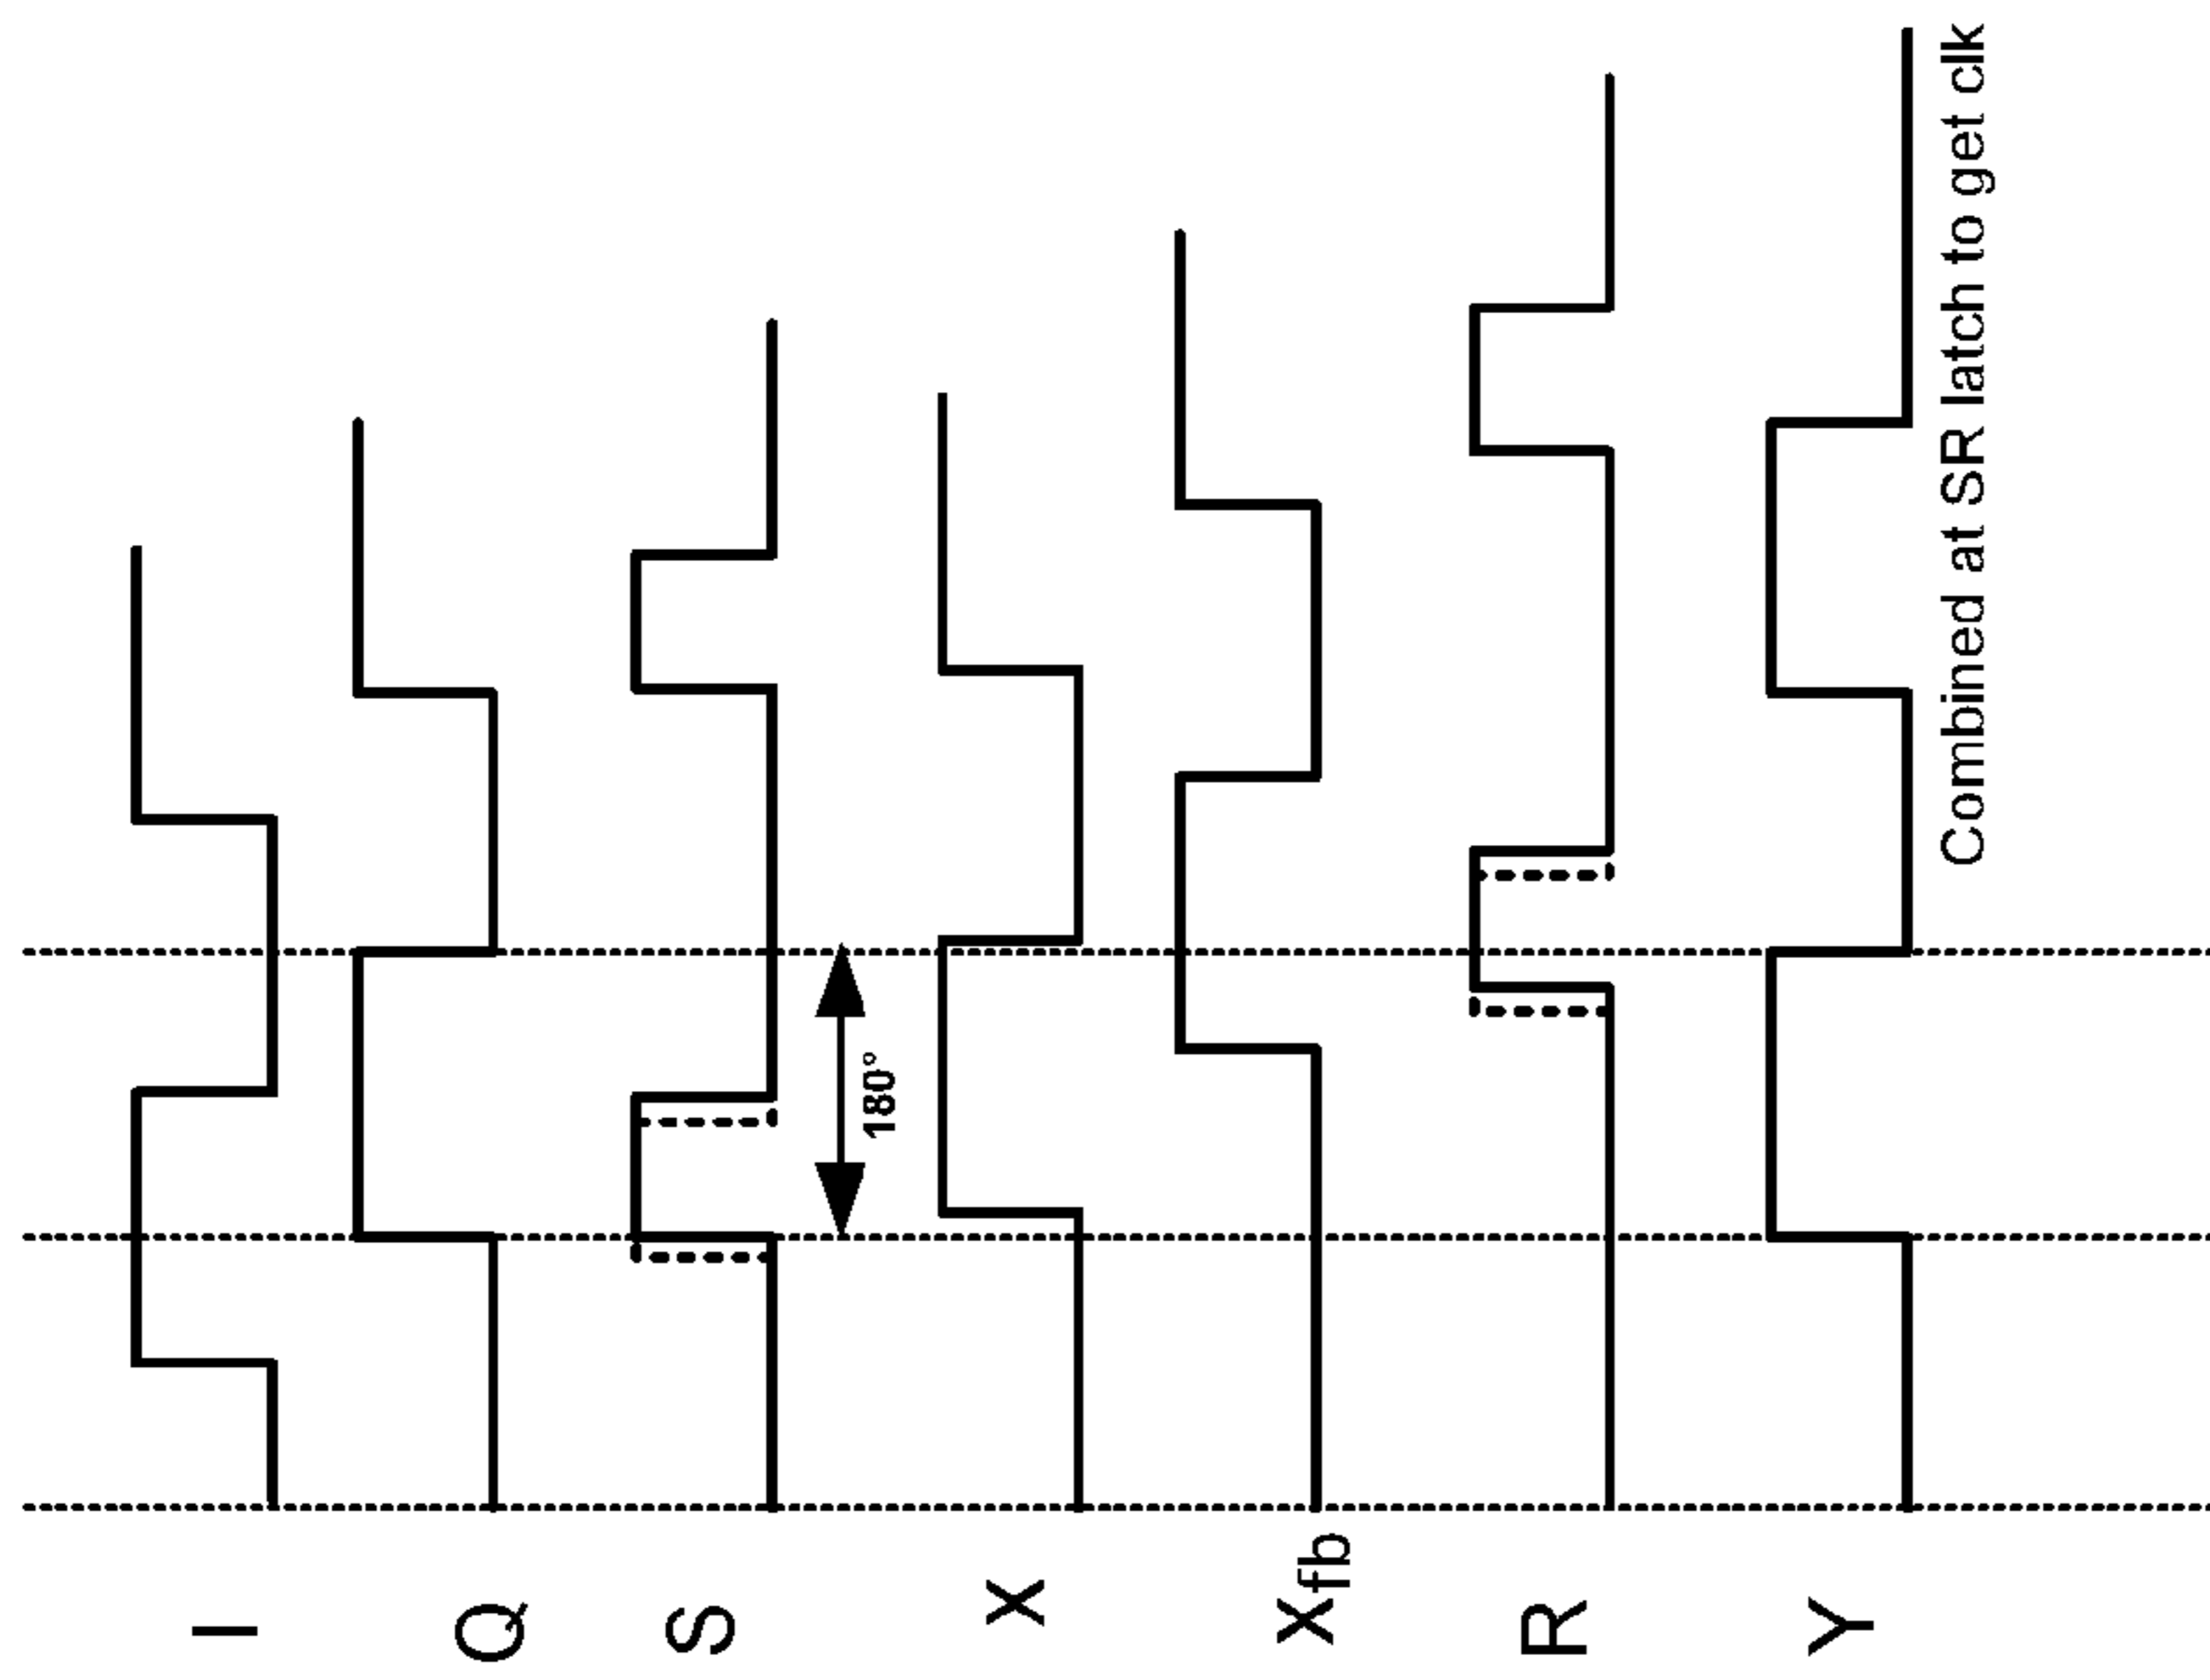 I
Q
S
180°
X
Xfb
R
Y
Combined at SR latch to get clk